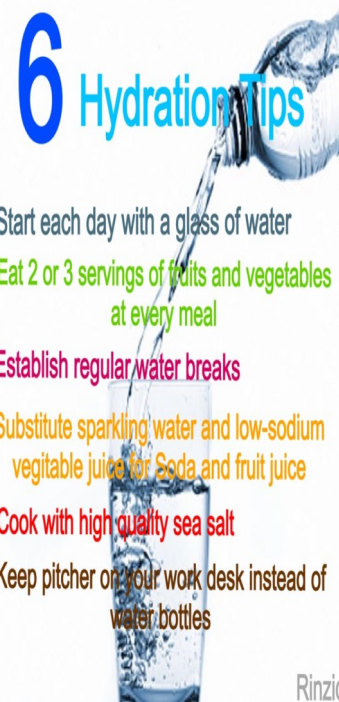 6 Hydration Tips
Start each day with a glass of water
Eat 2 or 3 servings of fruits and vegetables
at every meal
Establish regular water breaks
Substitute sparkling water and low-sodium
vegitable juice for Soda and fruit juice
Cook with high quality sea salt
Keep pitcher on your work desk instead of
water bottles